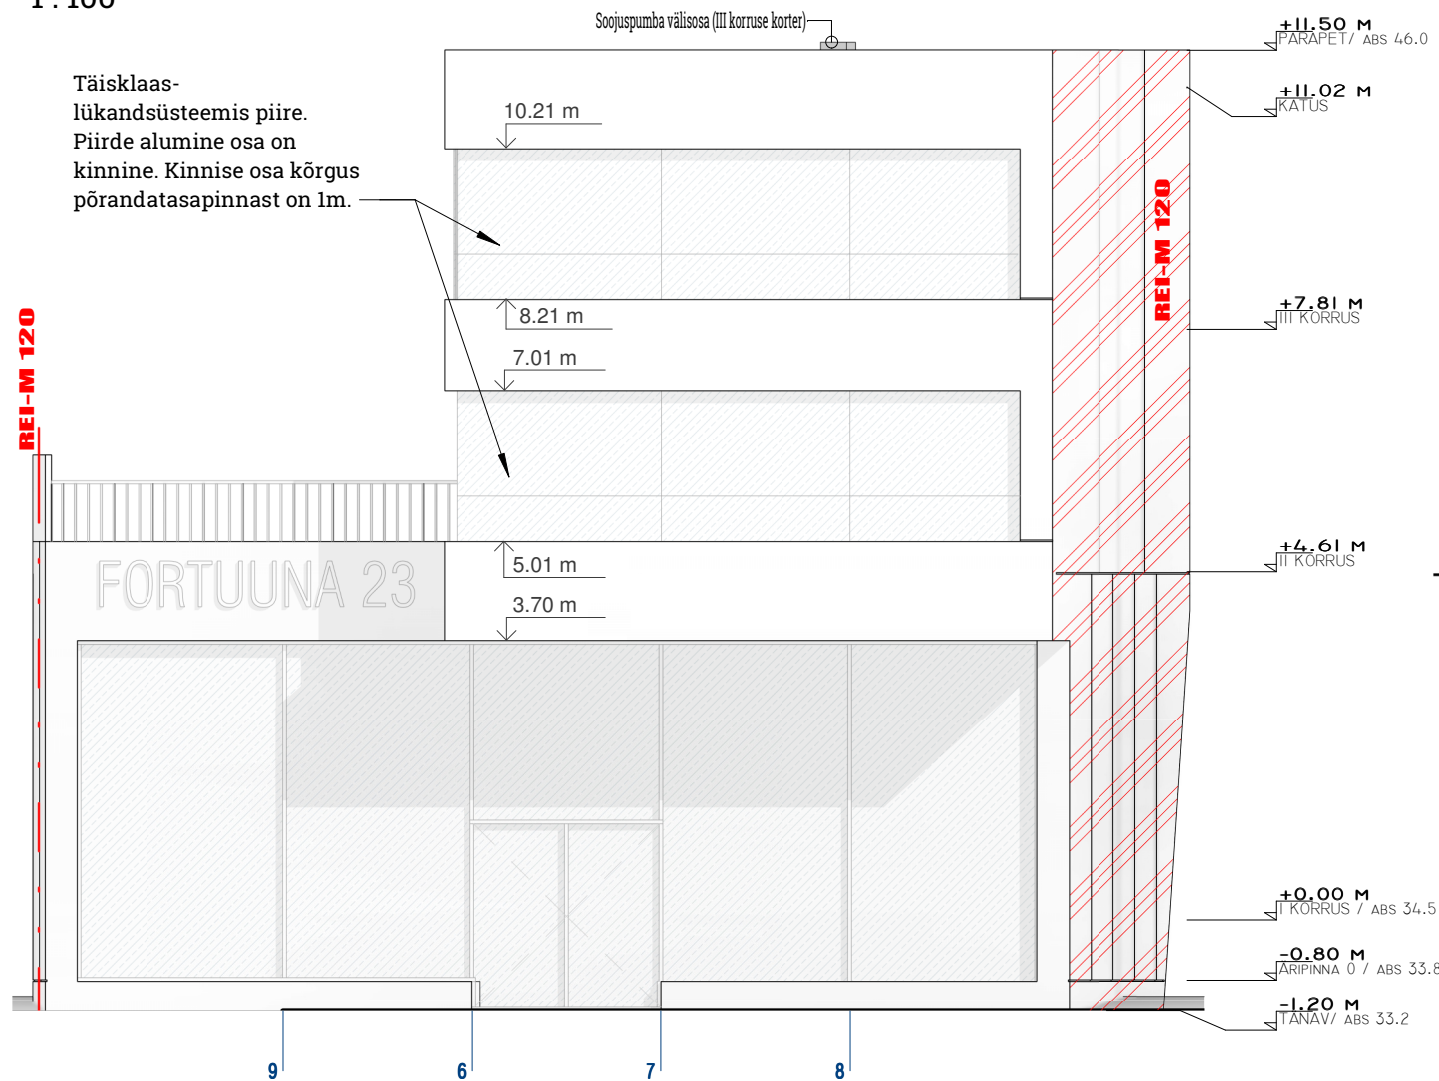 1 : 100
Soojuspumba välisosa (III korruse korter)
+11.50 M
PARAPET/ ABS 46.0
Täisklaas-
lükandsüsteemis piire.
Piirde alumine osa on
kinnine. Kinnise osa kõrgus
põrandatasapinnast on 1m.
10.21 m
+11.02 M
KATUS
REI-M 120
8.21 m
+7.81 M
III KORRUS
REI-M 120
7.01 m
5.01 m
+4.61 M
II KORRUS
FORTUUNA 23
3.70 m
+0.00 M
I KORRUS / ABS 34.5
-0.80 M
ÄRIPINNA 0 / ABS 33.8
-1.20 M
TÄNAV/ ABS 33.2
9 6 7 8